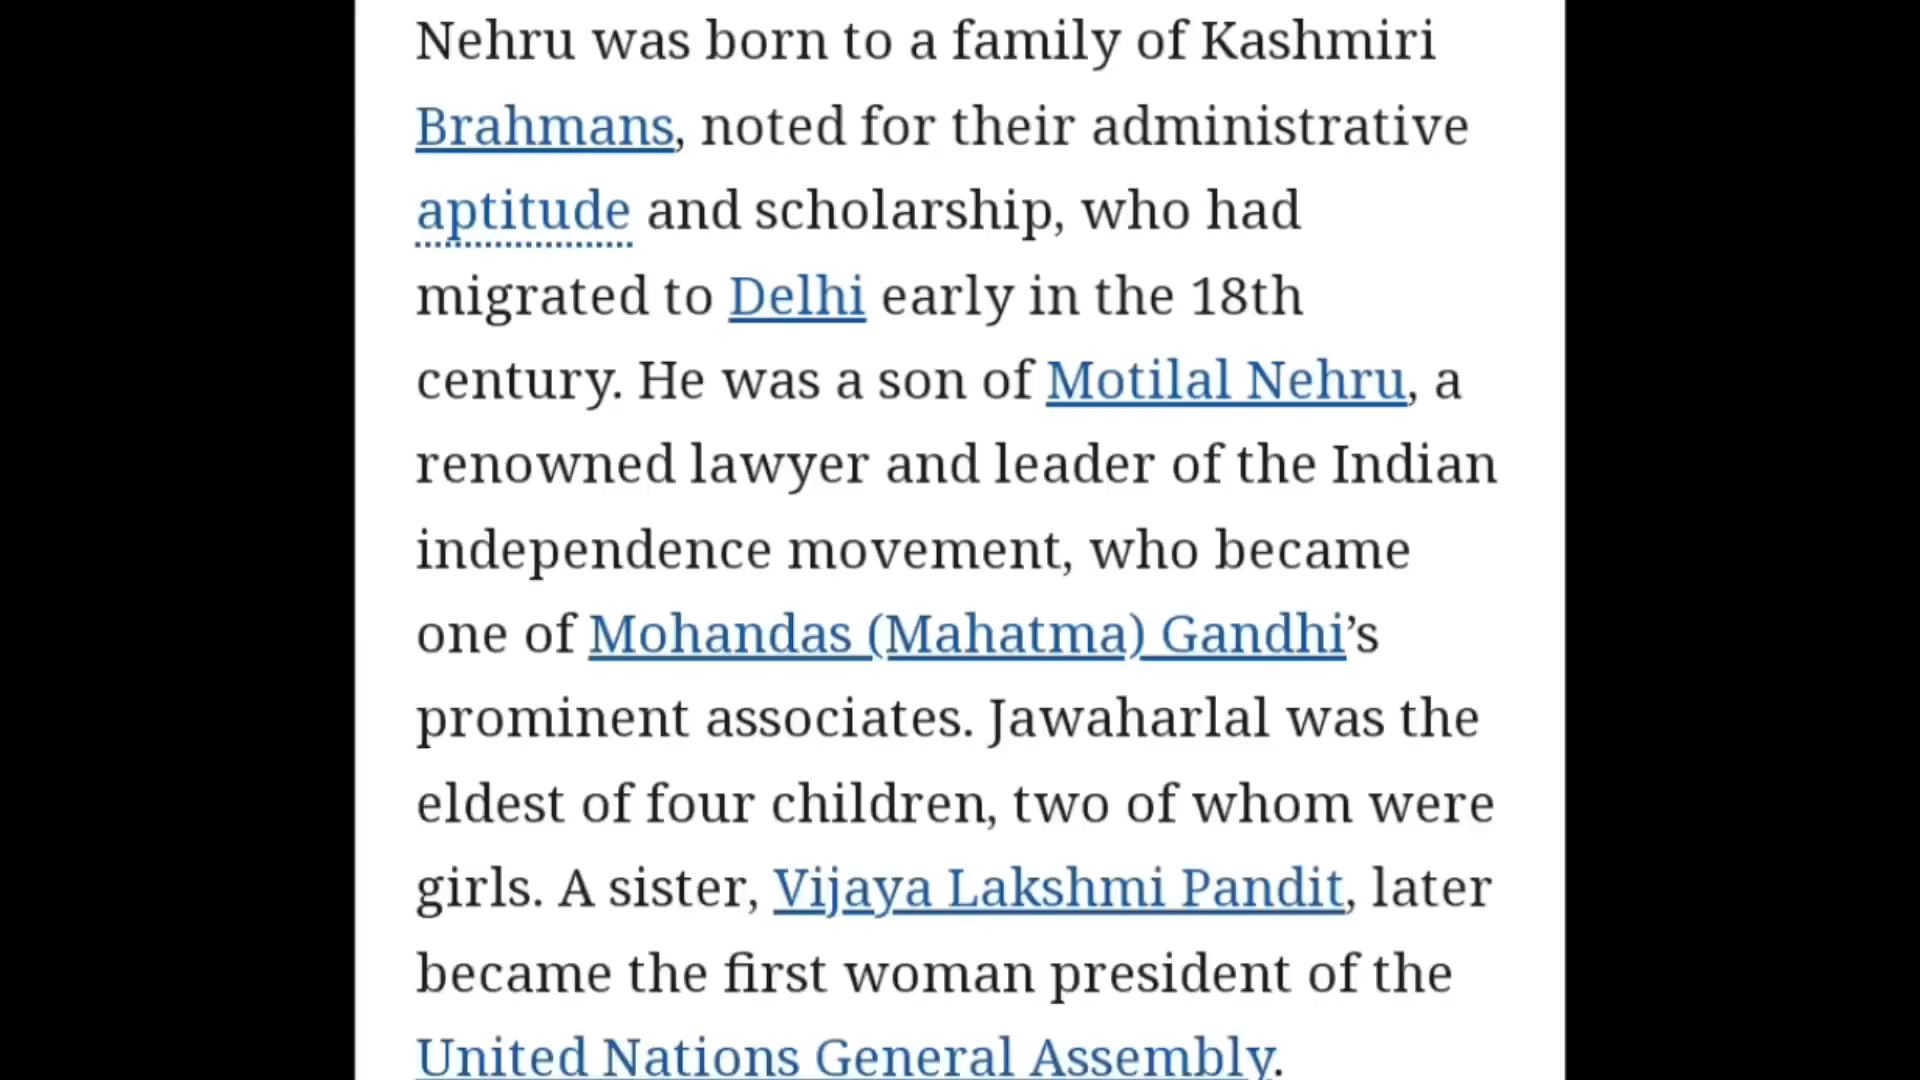 Nehru was born to a family of Kashmiri
Brahmans, noted for their administrative
aptitude and scholarship, who had
migrated to Delhi early in the 18th
century. He was a son of Motilal Nehru, a
renowned lawyer and leader of the Indian
independence movement, who became
one of Mohandas (Mahatma) Gandhi’s
prominent associates. Jawaharlal was the
eldest of four children, two of whom were
girls. A sister, Vijaya Lakshmi Pandit, later
became the first woman president of the
United Nations General Assembly.